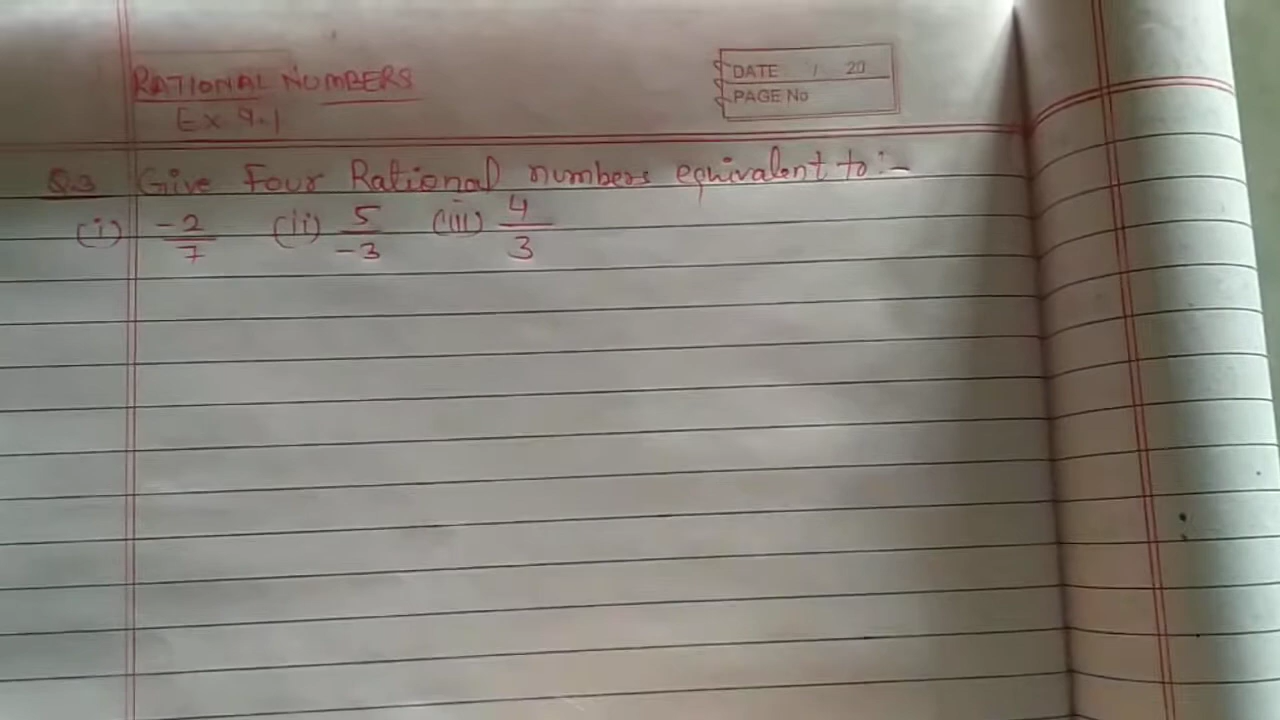 RATIONAL NUMBERS
Ex 9.1
DATE / 20
PAGE No
Q.3 Give Four Rational numbers equivalent to :-
(i) -2/7 (ii) 5/-3 (iii) 4/3